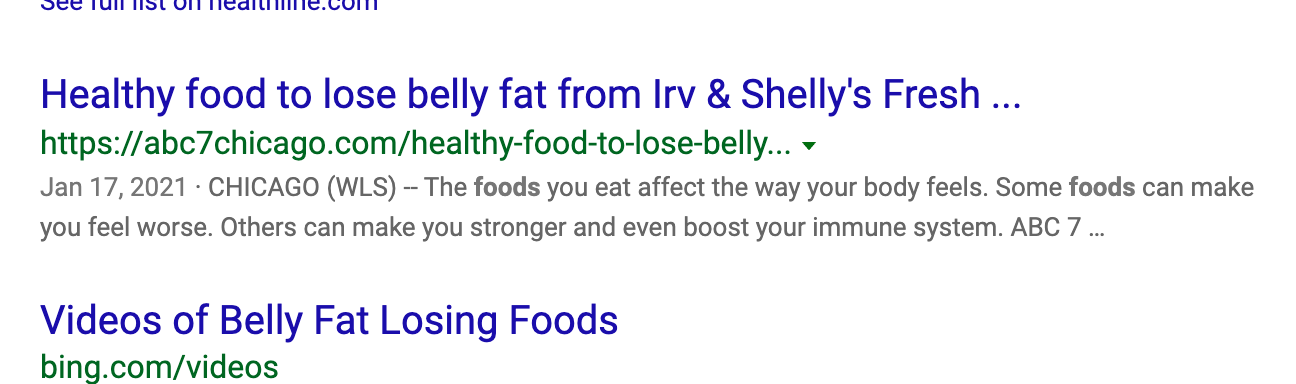 See full list on healthline.com
Healthy food to lose belly fat from Irv & Shelly's Fresh ...
https://abc7chicago.com/healthy-food-to-lose-belly...
Jan 17, 2021 · CHICAGO (WLS) -- The foods you eat affect the way your body feels. Some foods can make
you feel worse. Others can make you stronger and even boost your immune system. ABC 7 ...
Videos of Belly Fat Losing Foods
bing.com/videos